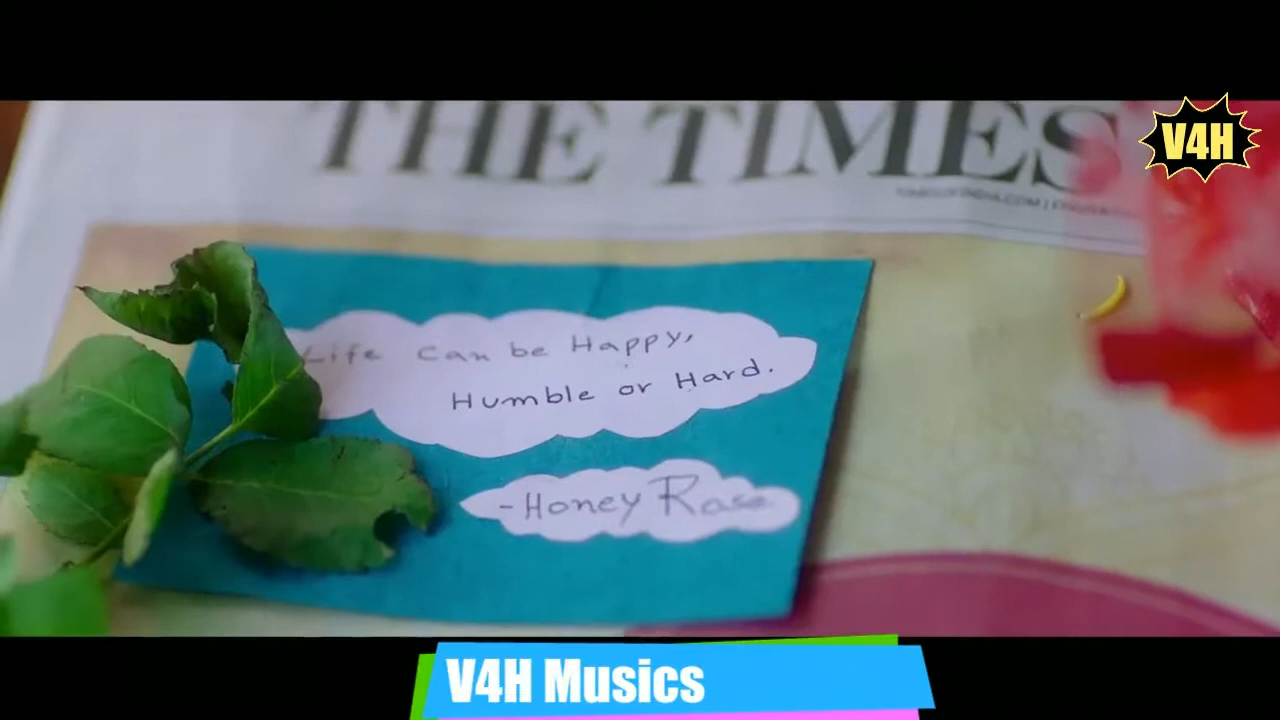 THE TIMES
V4H
Life Can be Happy,
Humble or Hard.
-Honey Rose
V4H Musics